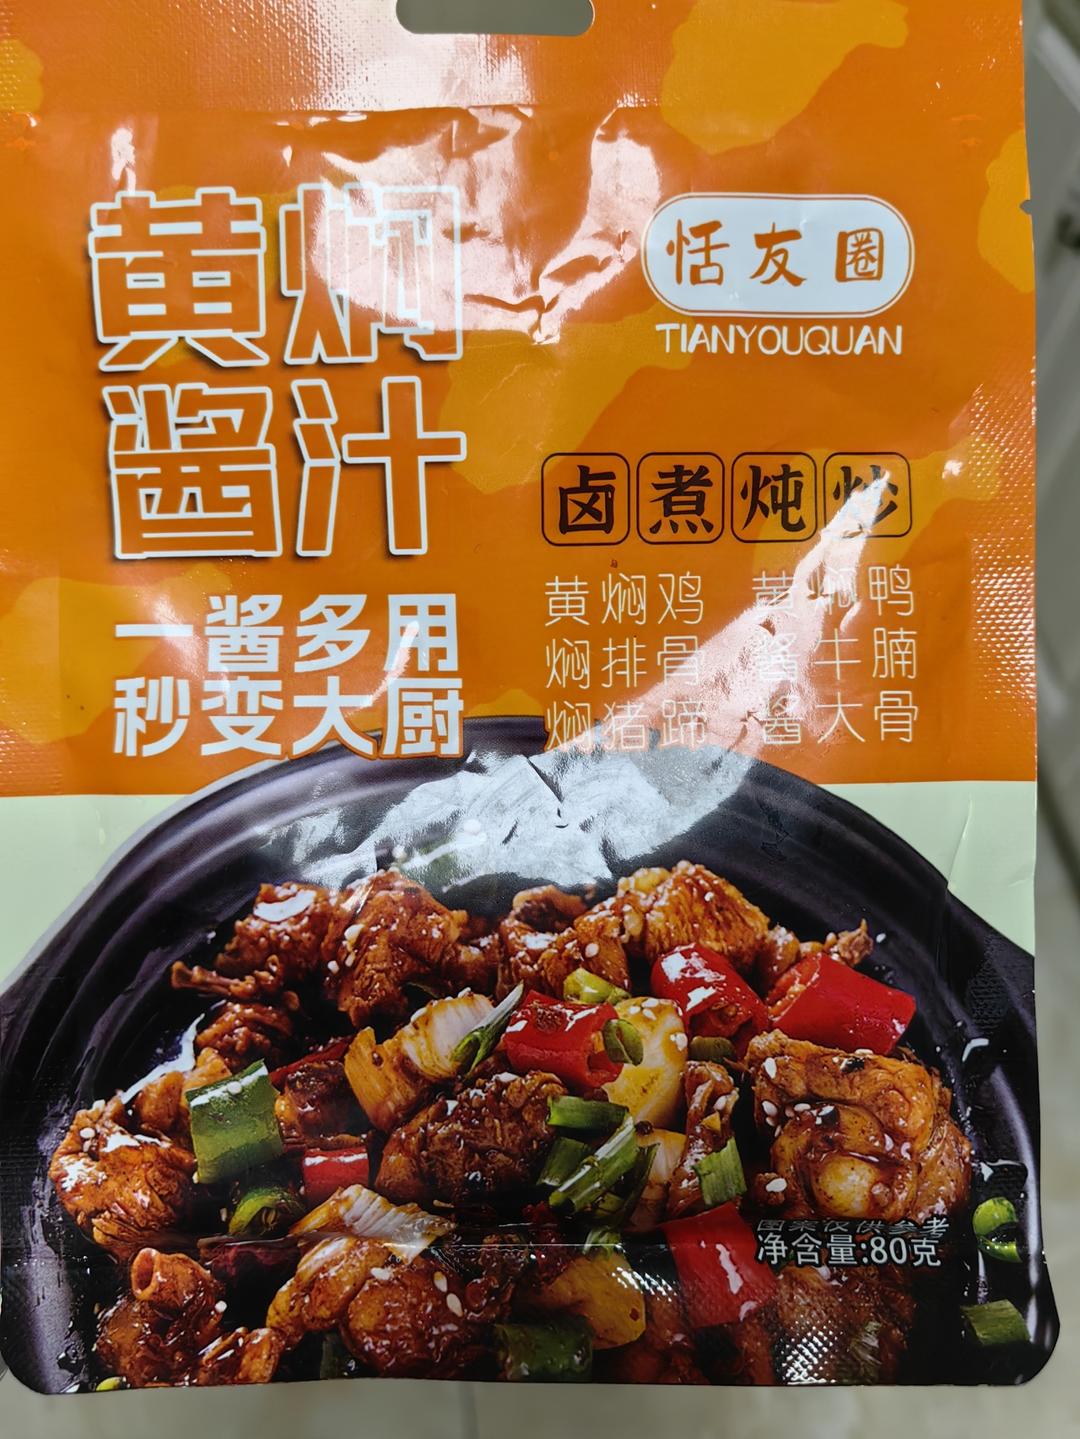 黄焖
酱汁
恬友圈
TIANYOUQUAN
卤煮炖炒
一酱多用
秒变大厨
黄焖鸡 黄焖鸭
焖排骨 酱牛腩
焖猪蹄 酱大骨
图案仅供参考
净含量:80克